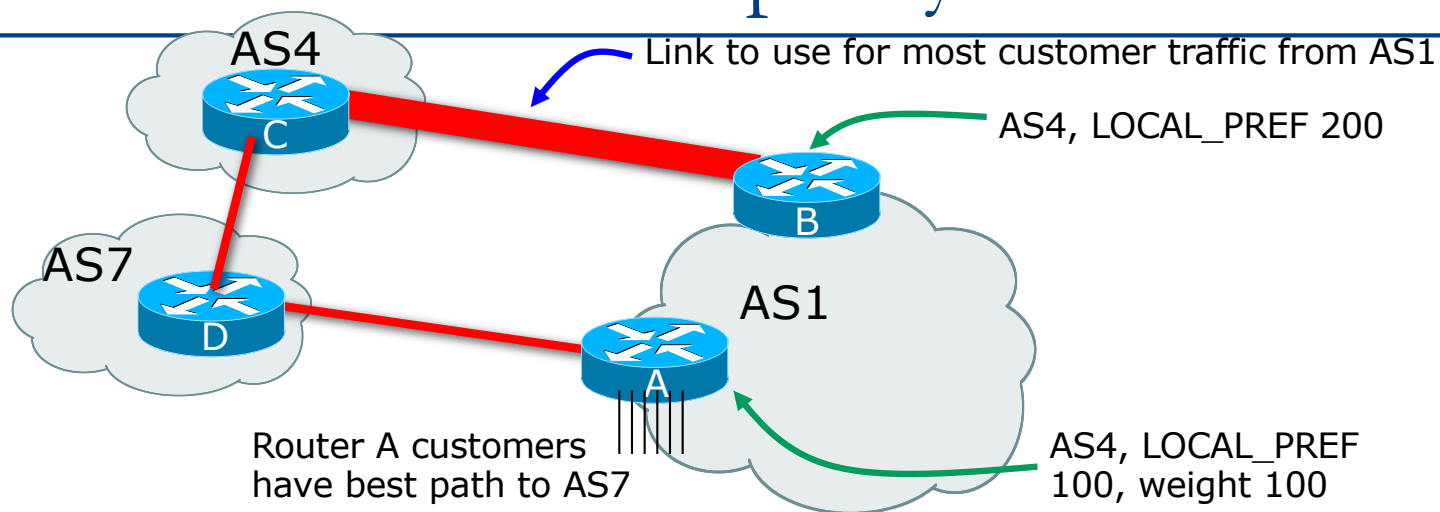 AS4
Link to use for most customer traffic from AS1
C
AS4, LOCAL_PREF 200
B
AS7
D
AS1
A
Router A customers
have best path to AS7
AS4, LOCAL_PREF
100, weight 100